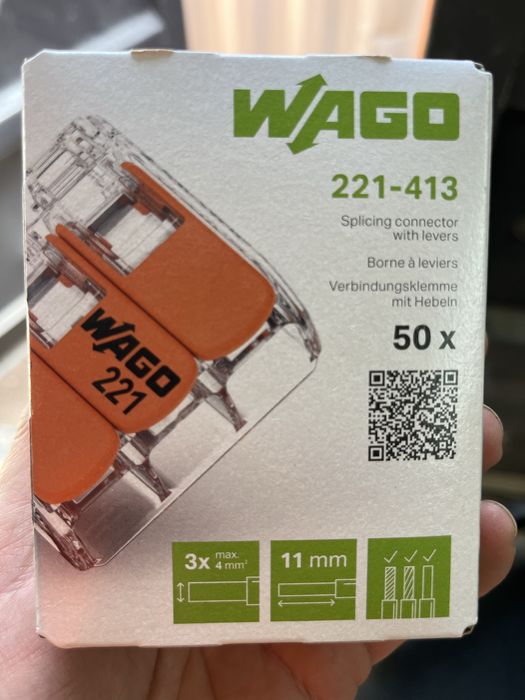 WAGO
221-413
Splicing connector
with levers
Borne à leviers
Verbindungsklemme
mit Hebeln
50 x
WAGO
221
3x max.
4 mm²
11 mm